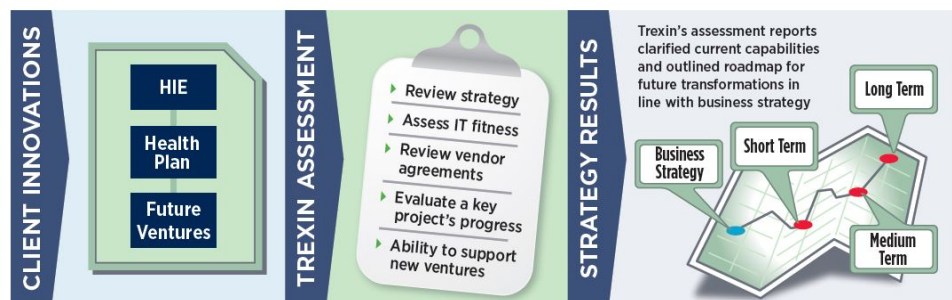 CLIENT INNOVATIONS
HIE
Health
Plan
Future
Ventures
TREXIN ASSESSMENT
Review strategy
Assess IT fitness
Review vendor
agreements
Evaluate a key
project's progress
Ability to support
new ventures
STRATEGY RESULTS
Trexin's assessment reports
clarified current capabilities
and outlined roadmap for
future transformations in
line with business strategy
Business
Strategy
Short Term
Long Term
Medium
Term